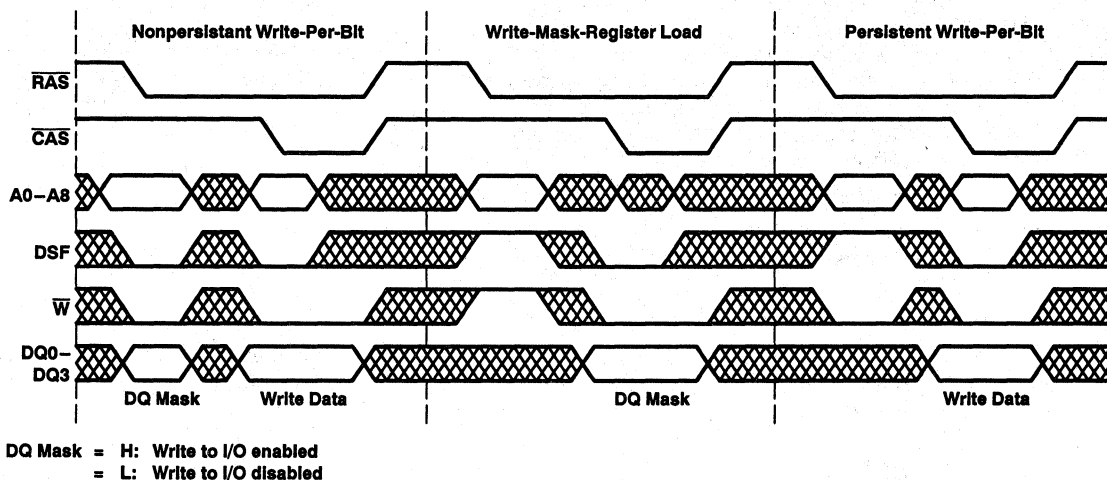 Nonpersistant Write-Per-Bit Write-Mask-Register Load Persistent Write-Per-Bit
RAS
CAS
A0–A8
DSF
W
DQ0–
DQ3
DQ Mask Write Data DQ Mask Write Data
DQ Mask = H: Write to I/O enabled
= L: Write to I/O disabled